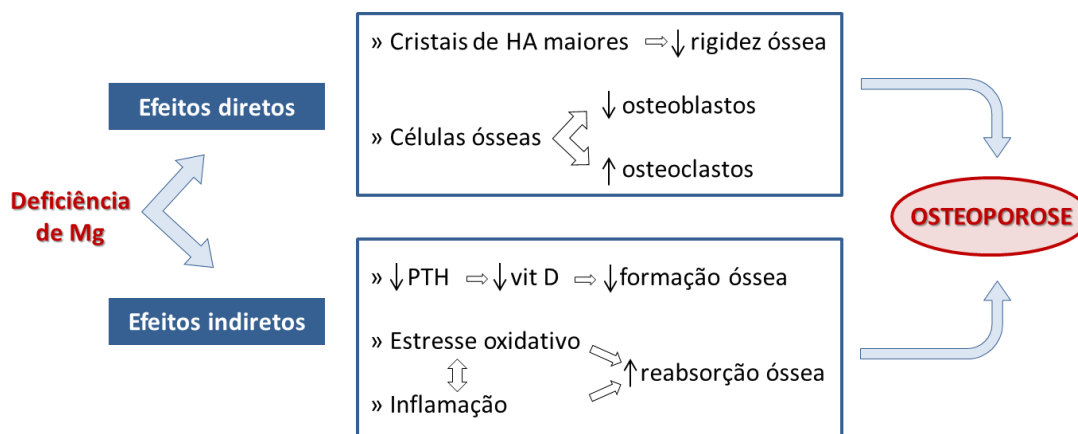 Deficiência
de Mg
Efeitos diretos
» Cristais de HA maiores ⇨ ↓ rigidez óssea
» Células ósseas
↓ osteoblastos
↑ osteoclastos
Efeitos indiretos
» ↓PTH ⇨ ↓vit D ⇨ ↓formação óssea
» Estresse oxidativo
» Inflamação
↑ reabsorção óssea
OSTEOPOROSE